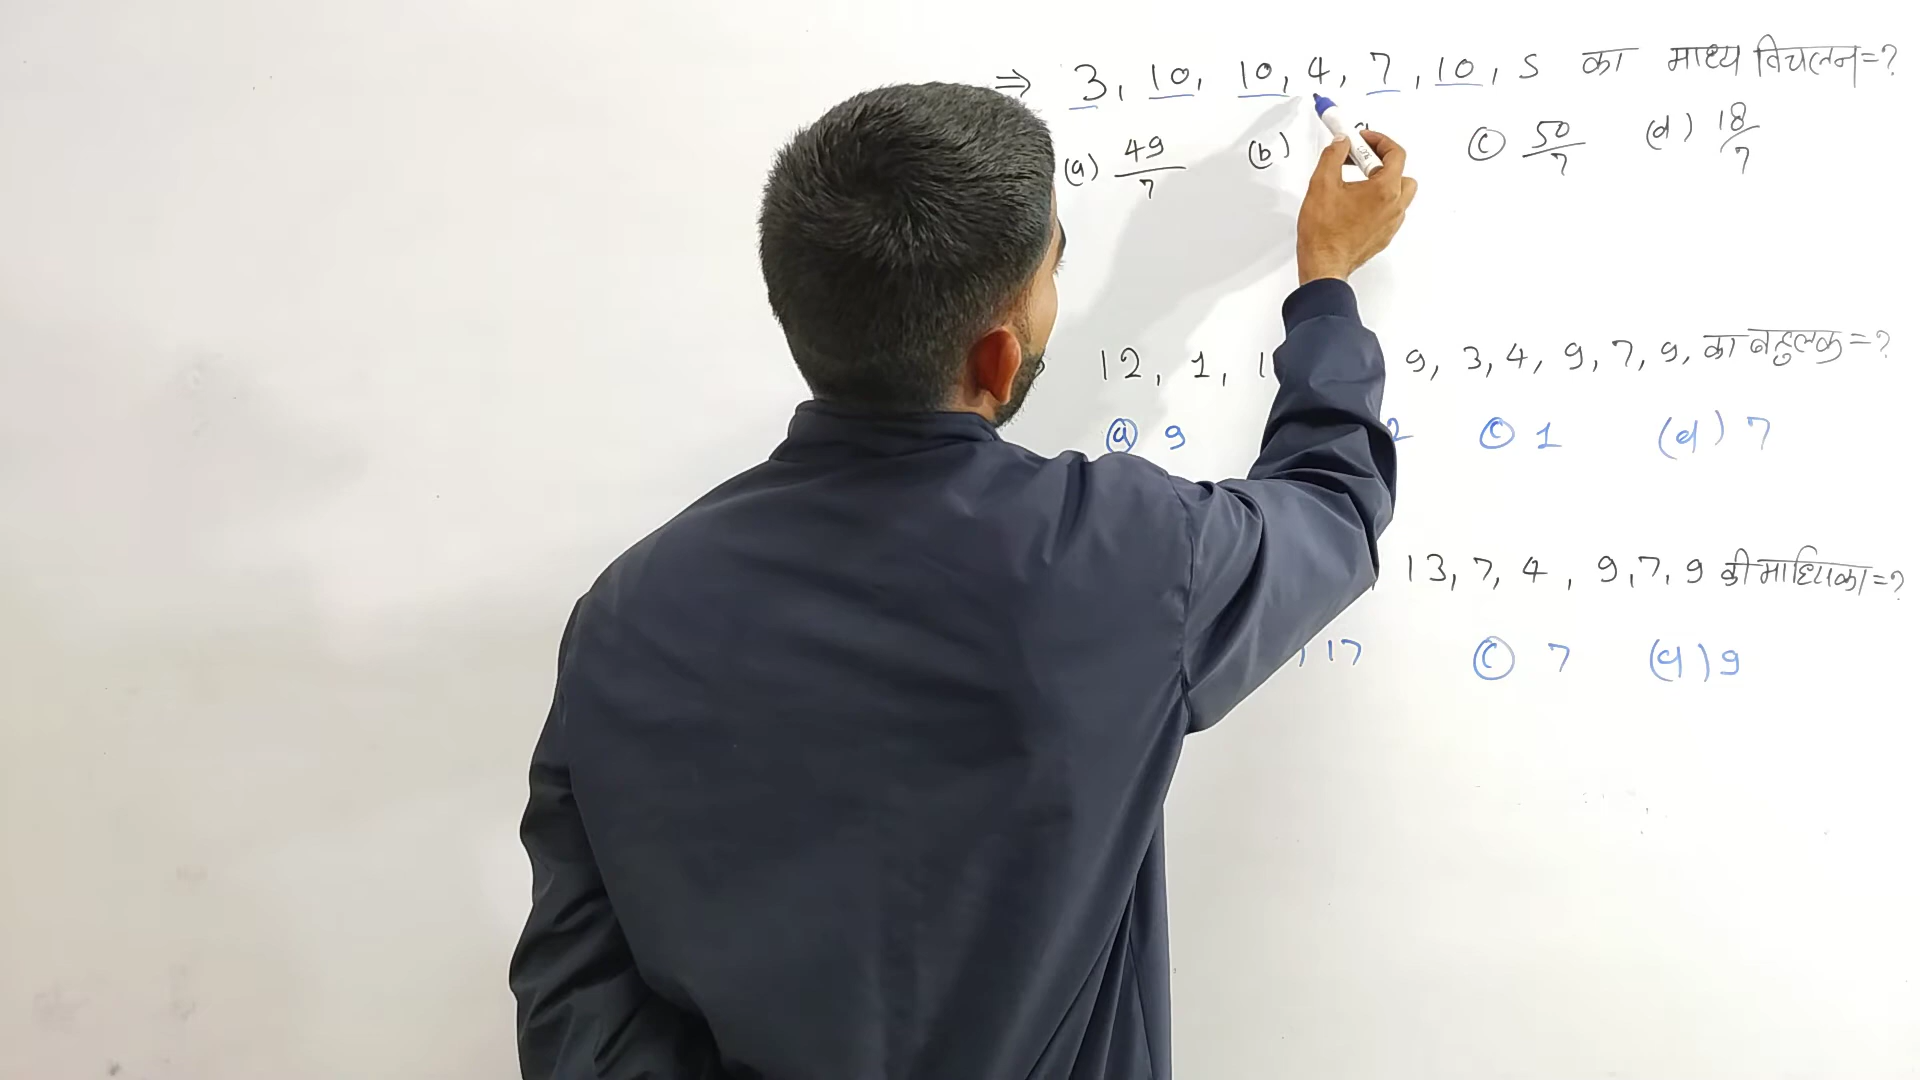 ⇒ 3, 10, 10, 4, 7, 10, 5 का माध्य विचलन=?
(a) 49/7 (b) (c) 50/7 (d) 18/7
12, 1, 1 9, 3, 4, 9, 7, 9, का बहुलक=?
(a) 9 2 (c) 1 (d) 7
13, 7, 4, 9, 7, 9 की माध्यिका=?
) 17 (c) 7 (d) 9